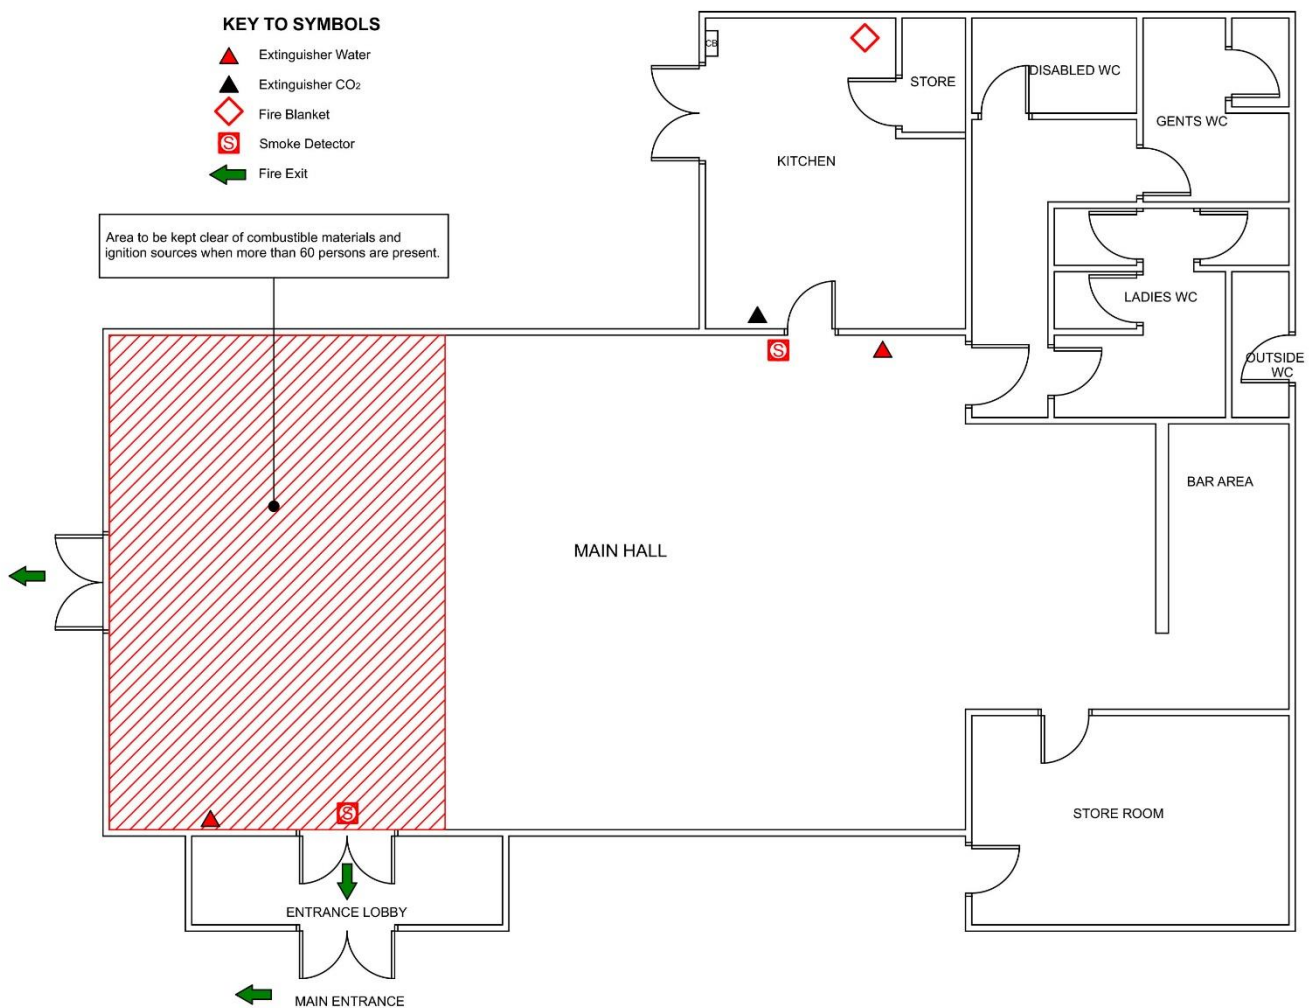 KEY TO SYMBOLS
Extinguisher Water
Extinguisher CO₂
Fire Blanket
S Smoke Detector
Fire Exit
Area to be kept clear of combustible materials and
ignition sources when more than 60 persons are present.
CB
STORE
DISABLED WC
GENTS WC
KITCHEN
LADIES WC
S
OUTSIDE
WC
BAR AREA
MAIN HALL
S
STORE ROOM
ENTRANCE LOBBY
MAIN ENTRANCE